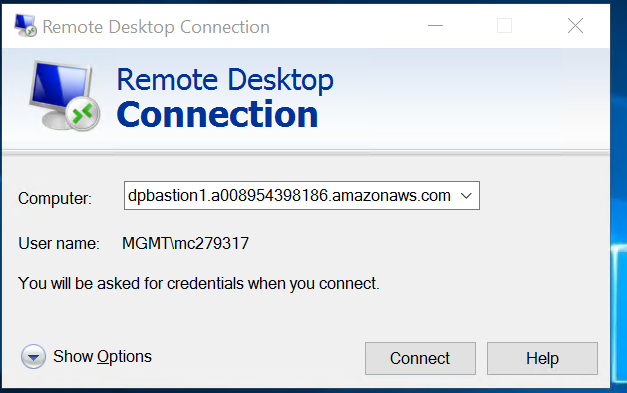 Remote Desktop Connection
Remote Desktop
Connection
Computer:
dpbastion1.a008954398186.amazonaws.com
User name:
MGMT\mc279317
You will be asked for credentials when you connect.
Show Options
Connect
Help